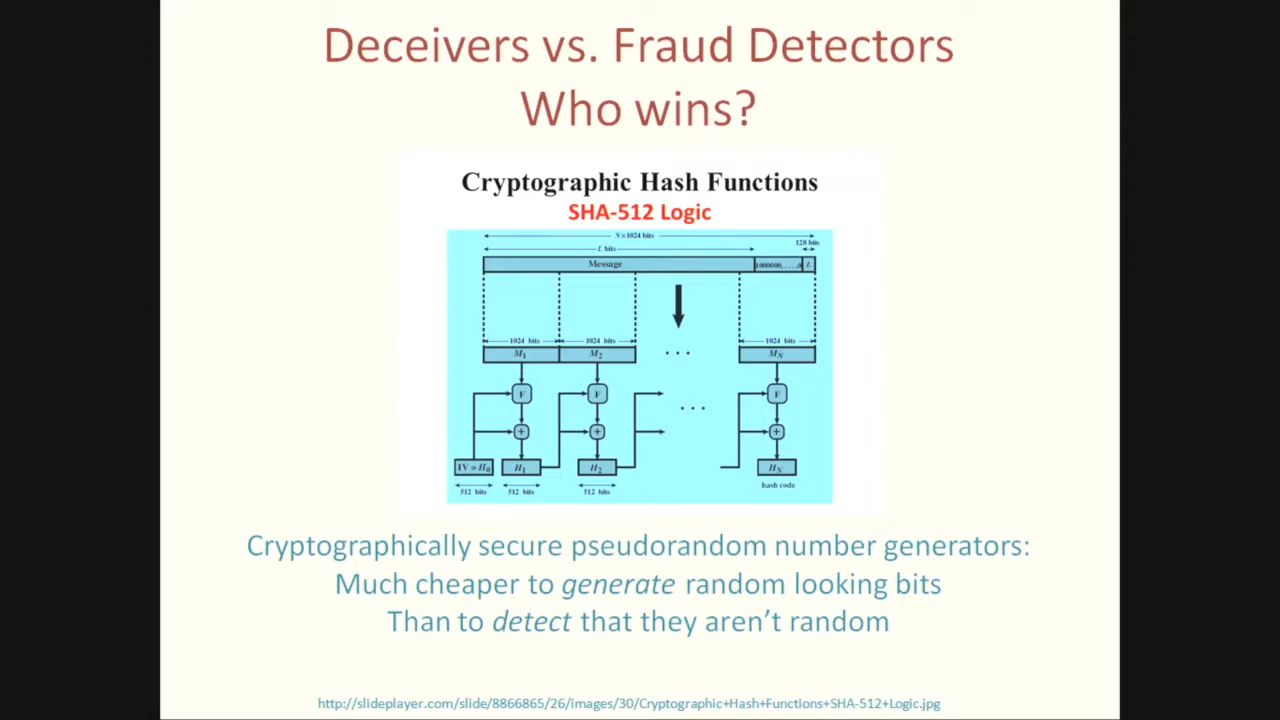 Deceivers vs. Fraud Detectors
Who wins?
Cryptographic Hash Functions
SHA-512 Logic
N×1024 bits
L bits
128 bits
Message
1000000, . . . ,0
L
1024 bits
1024 bits
1024 bits
M1
M2
. . .
MN
F
F
F
. . .
+
+
+
IV = H0
H1
H2
HN
hash code
512 bits
512 bits
512 bits
Cryptographically secure pseudorandom number generators:
Much cheaper to generate random looking bits
Than to detect that they aren’t random
http://slideplayer.com/slide/8866865/26/images/30/Cryptographic+Hash+Functions+SHA-512+Logic.jpg